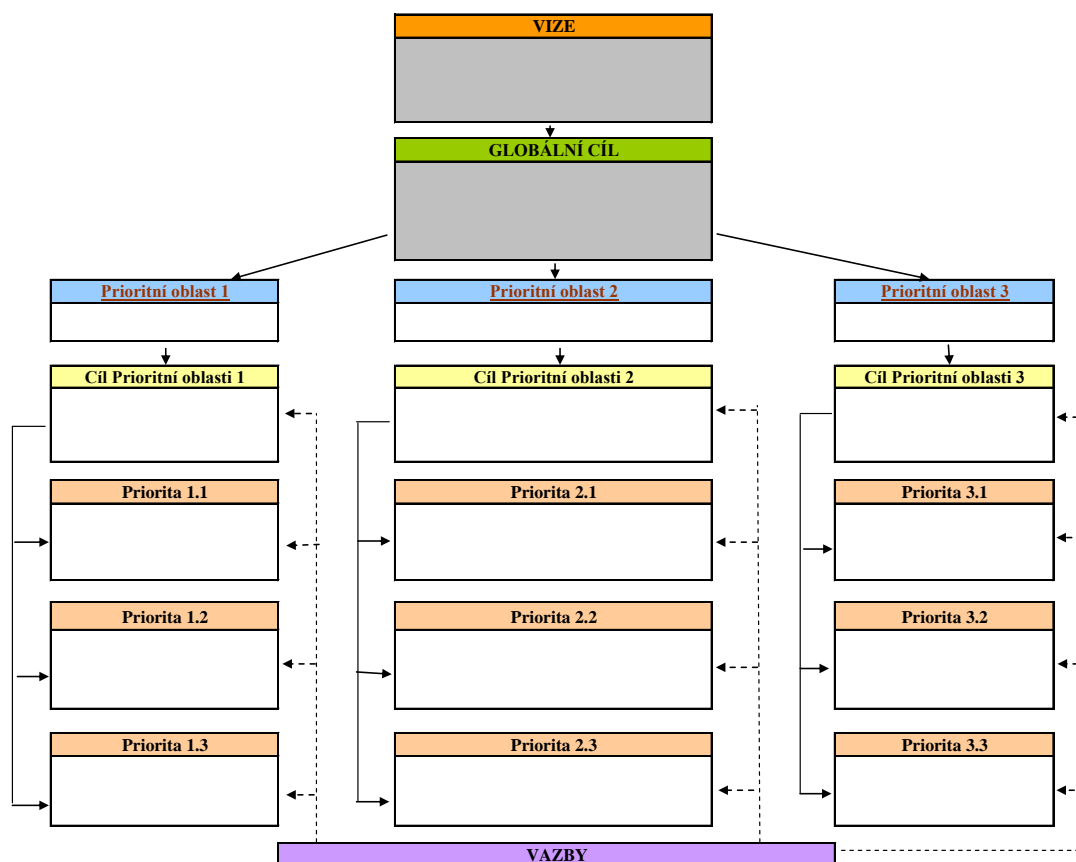 VIZE
GLOBÁLNÍ CÍL
Prioritní oblast 1
Prioritní oblast 2
Prioritní oblast 3
Cíl Prioritní oblasti 1
Cíl Prioritní oblasti 2
Cíl Prioritní oblasti 3
Priorita 1.1
Priorita 2.1
Priorita 3.1
Priorita 1.2
Priorita 2.2
Priorita 3.2
Priorita 1.3
Priorita 2.3
Priorita 3.3
VAZBY